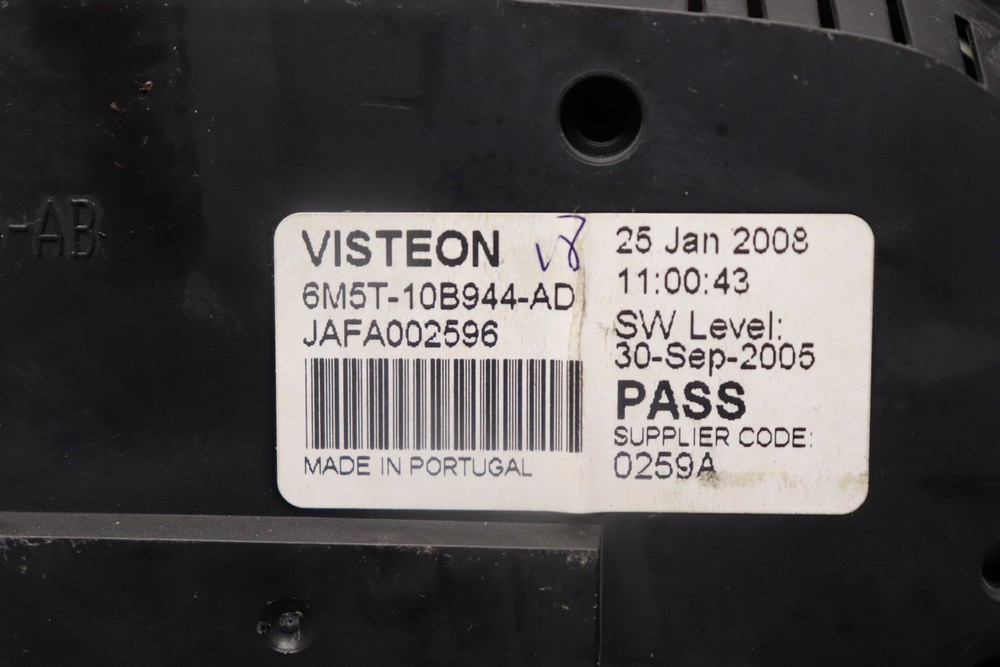 -AB
VISTEON
V8
6M5T-10B944-AD
JAFA002596
MADE IN PORTUGAL
25 Jan 2008
11:00:43
SW Level:
30-Sep-2005
PASS
SUPPLIER CODE:
0259A